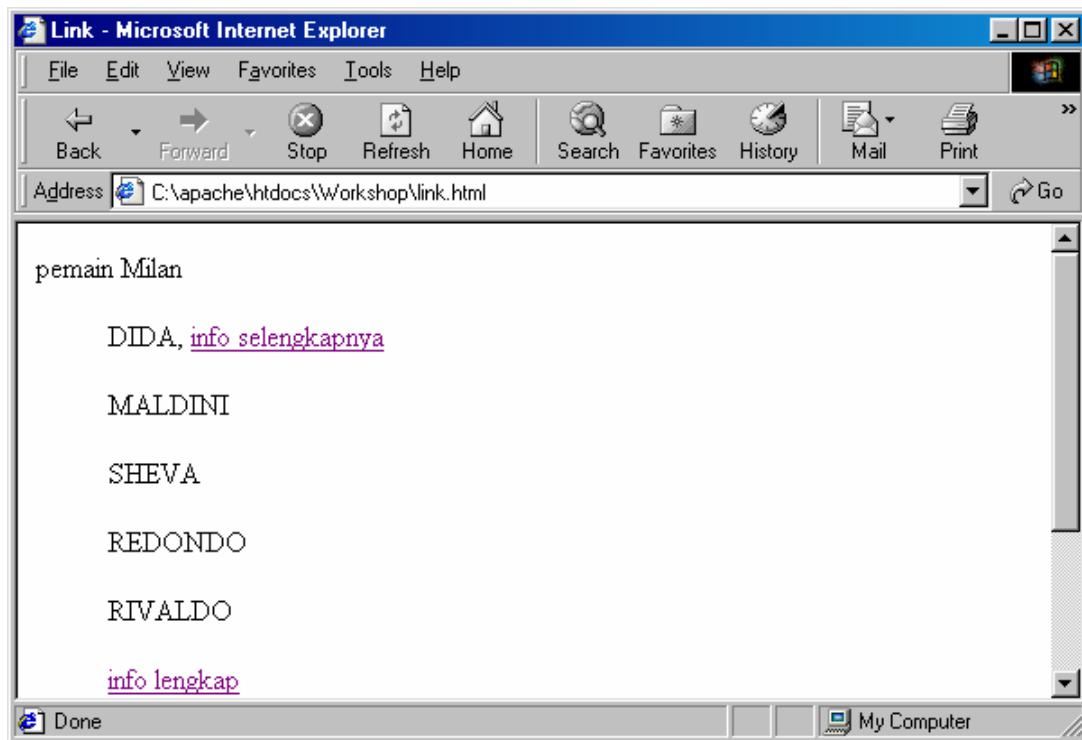 Link - Microsoft Internet Explorer
File Edit View Favorites Tools Help
Back Forward Stop Refresh Home Search Favorites History Mail Print »
Address C:\apache\htdocs\Workshop\link.html Go
pemain Milan
DIDA, info selengkapnya
MALDINI
SHEVA
REDONDO
RIVALDO
info lengkap
Done My Computer